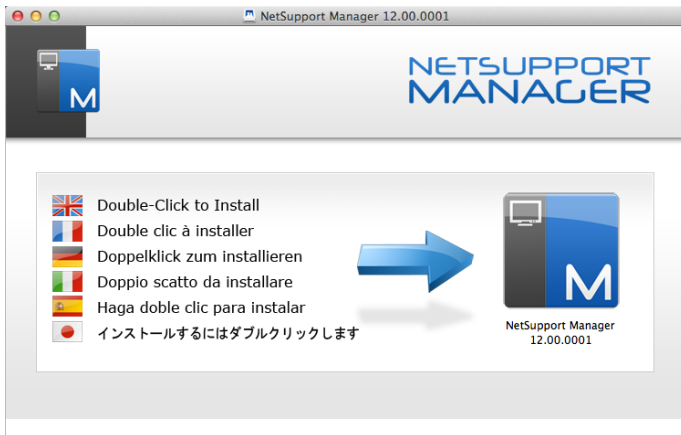 NetSupport Manager 12.00.0001
M
NETSUPPORT
MANAGER
Double-Click to Install
Double clic à installer
Doppelklick zum installieren
Doppio scatto da installare
Haga doble clic para instalar
インストールするにはダブルクリックします
M
NetSupport Manager
12.00.0001